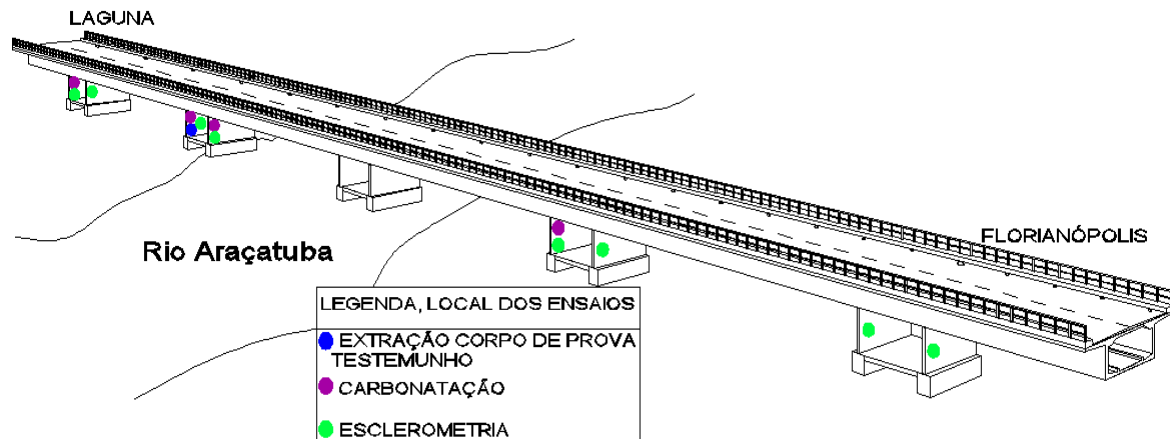 LAGUNA
FLORIANÓPOLIS
Rio Araçatuba
LEGENDA, LOCAL DOS ENSAIOS
EXTRAÇÃO CORPO DE PROVA
TESTEMUNHO
CARBONATAÇÃO
ESCLEROMETRIA